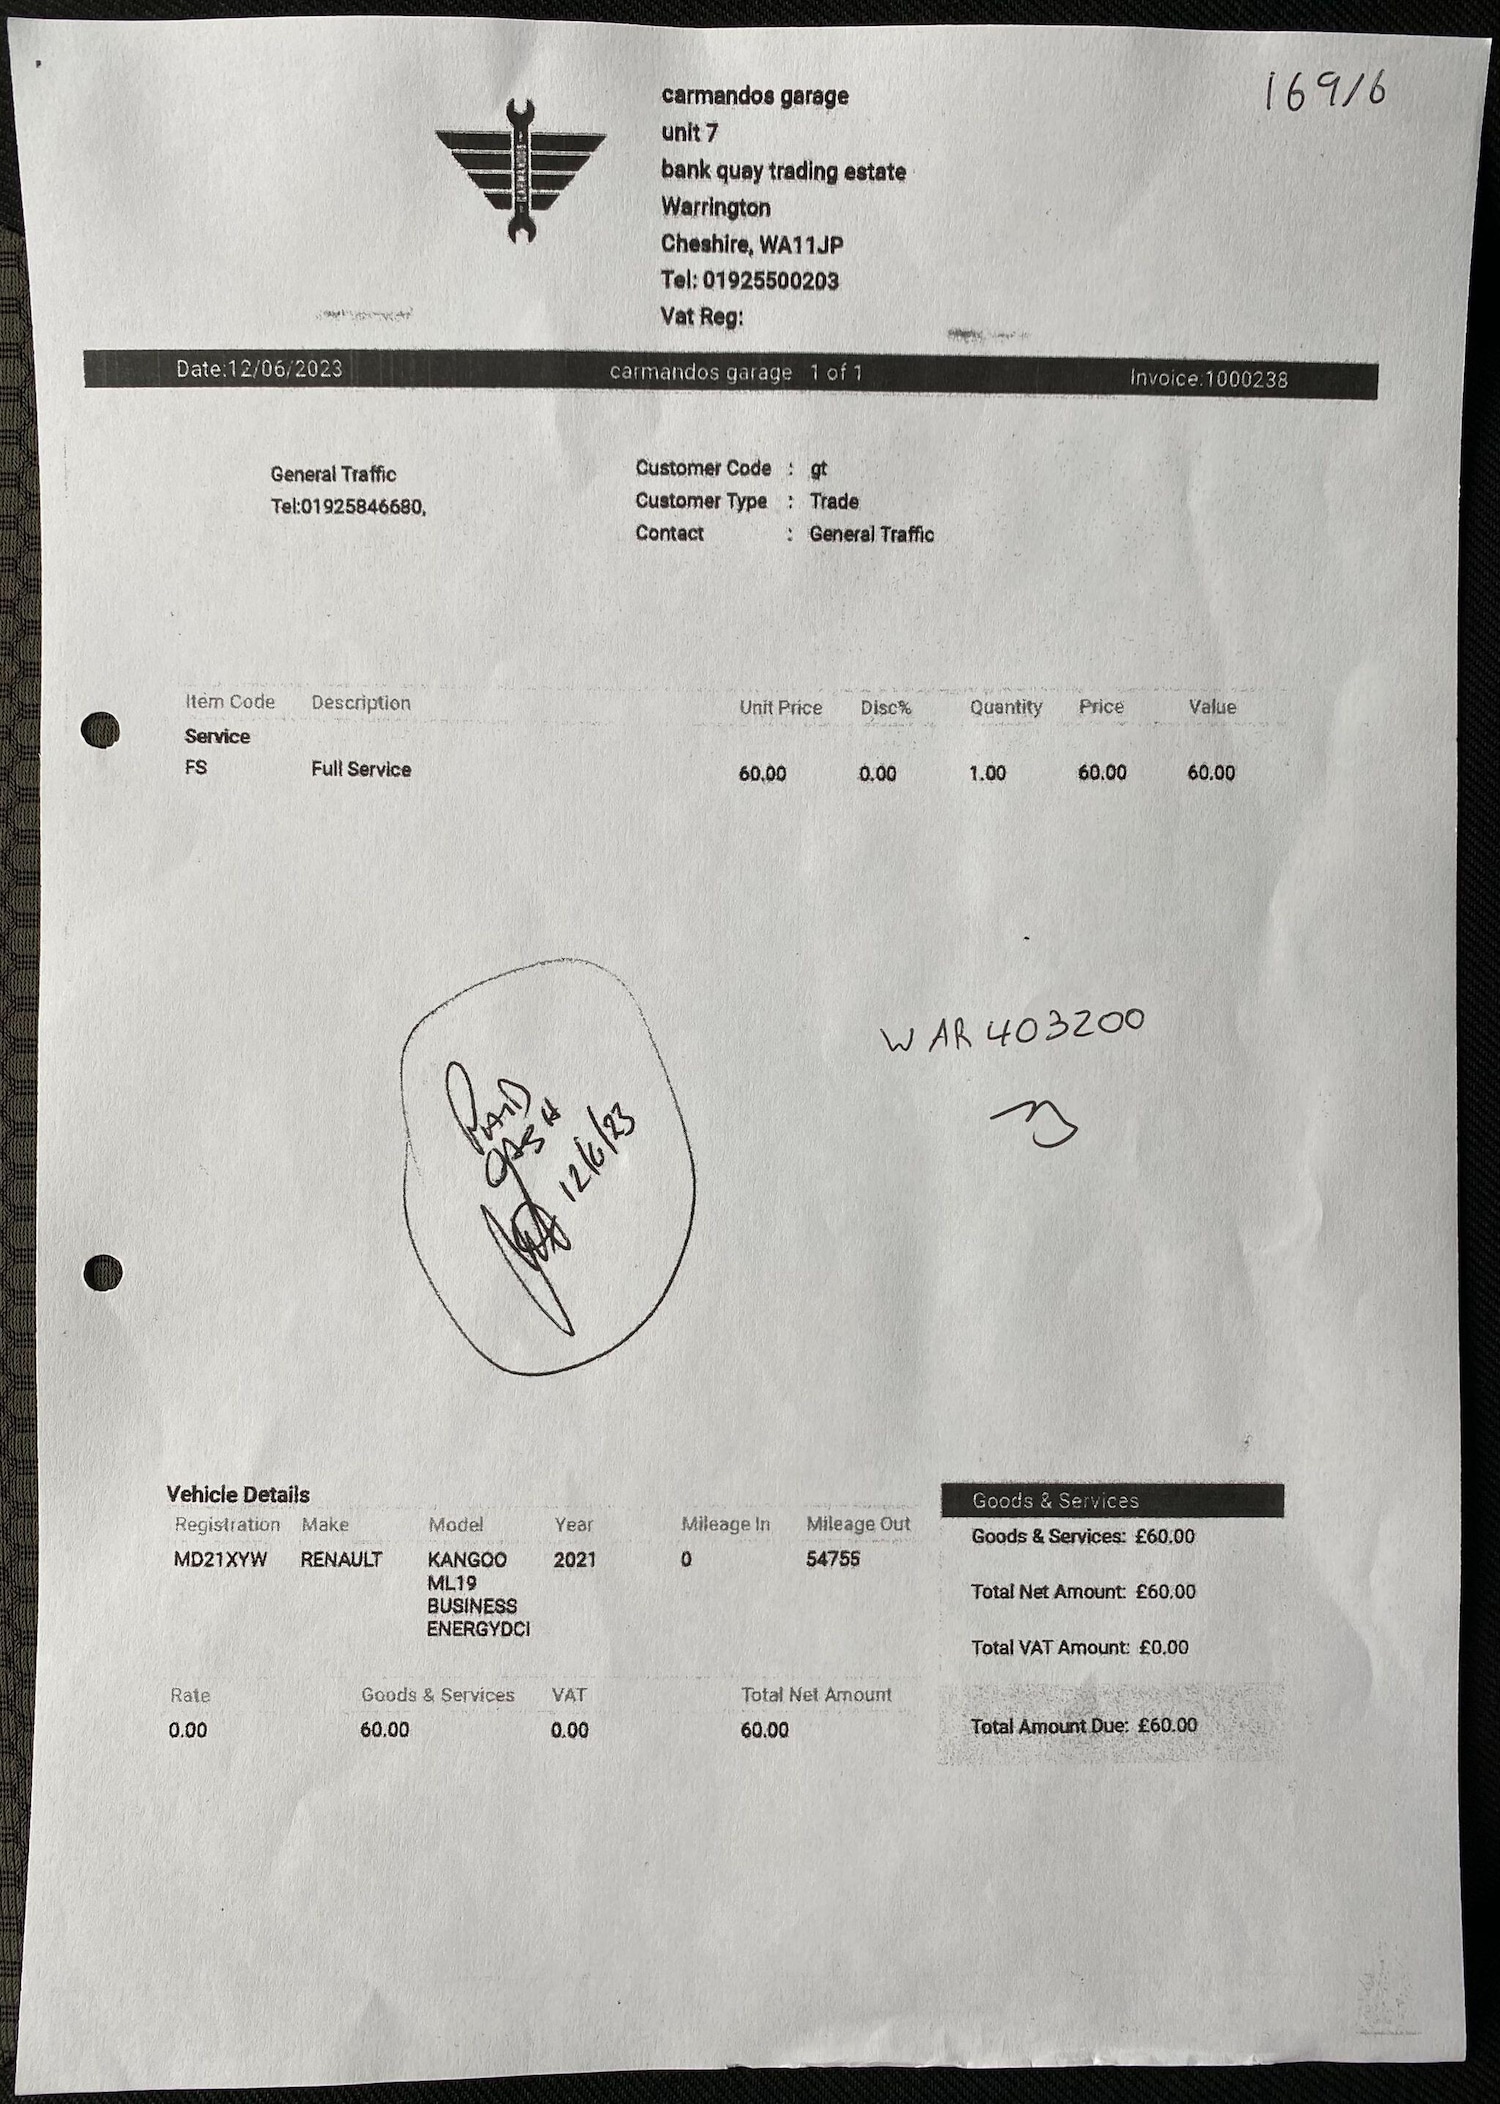 169/6
carmandos garage
unit 7
bank quay trading estate
Warrington
Cheshire, WA11JP
Tel: 01925500203
Vat Reg:
CARMANDOS
Date:12/06/2023 carmandos garage 1 of 1 Invoice:1000238
General Traffic
Tel:01925846680,
Customer Code : gt
Customer Type : Trade
Contact : General Traffic
Item Code Description Unit Price Disc% Quantity Price Value
Service
FS Full Service 60.00 0.00 1.00 60.00 60.00
WAR403200
PAID
CASH
12/6/23
Vehicle Details
Registration Make Model Year Mileage In Mileage Out
MD21XYW RENAULT KANGOO 2021 0 54755
ML19
BUSINESS
ENERGYDCI
Goods & Services
Goods & Services: £60.00
Total Net Amount: £60.00
Total VAT Amount: £0.00
Total Amount Due: £60.00
Rate Goods & Services VAT Total Net Amount
0.00 60.00 0.00 60.00